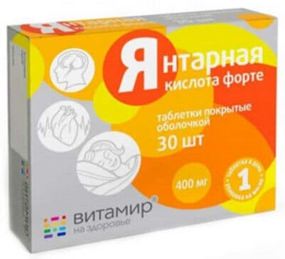 Янтарная
кислота форте
таблетки покрытые
оболочкой
30 шт
400 мг
1
витамир®
на здоровье